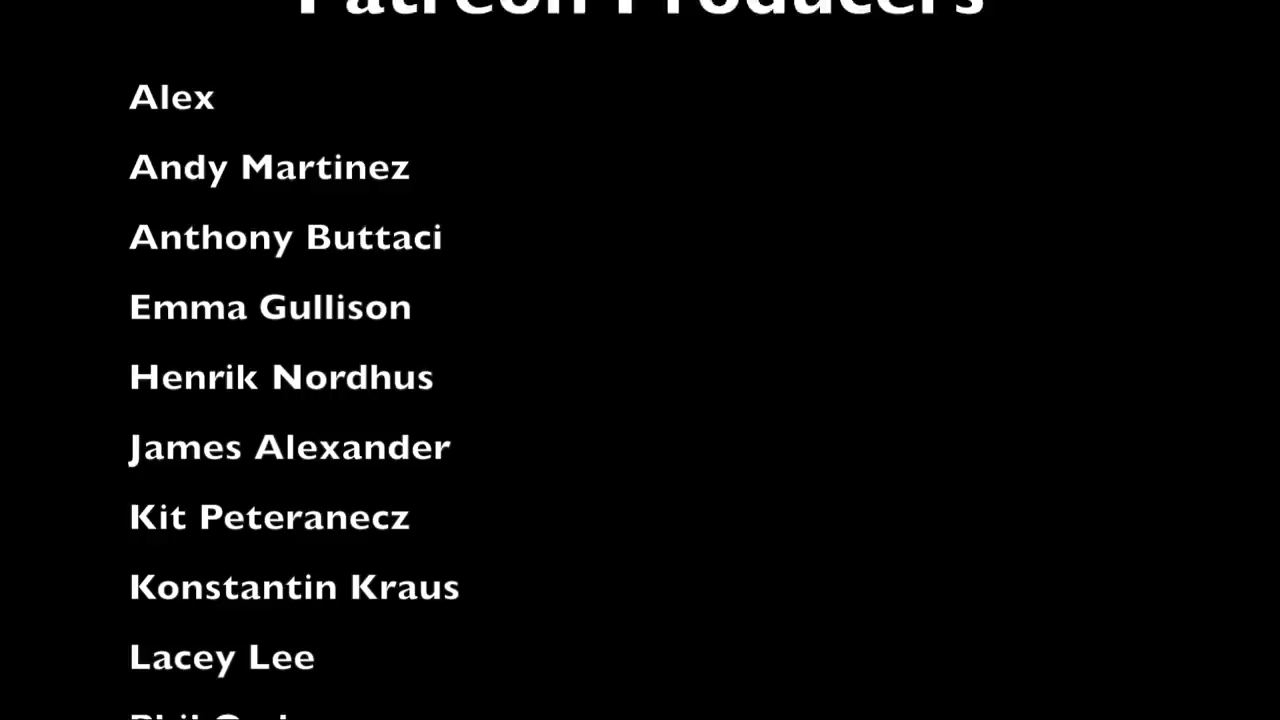 Patreon Producers
Alex
Andy Martinez
Anthony Buttaci
Emma Gullison
Henrik Nordhus
James Alexander
Kit Peteranecz
Konstantin Kraus
Lacey Lee
Phil